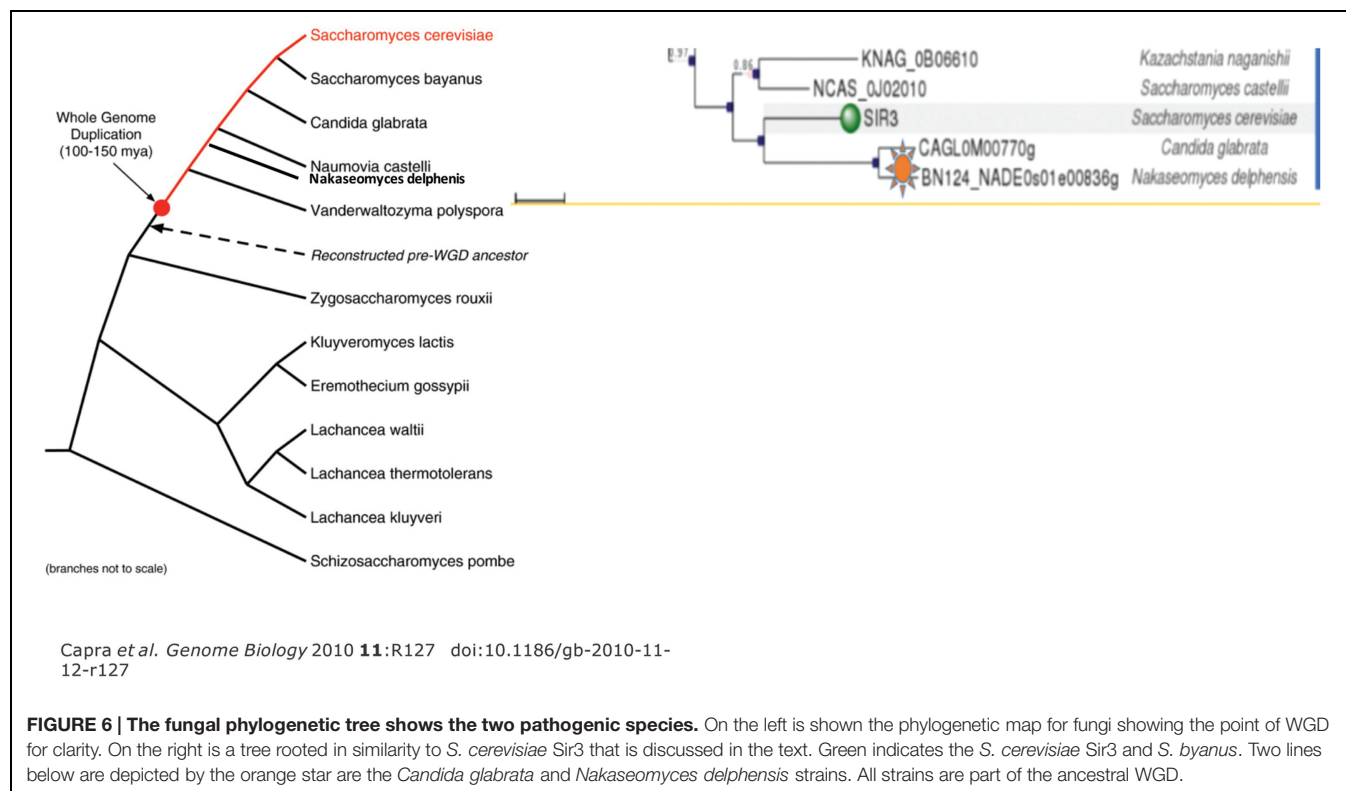 Saccharomyces cerevisiae
Saccharomyces bayanus
Whole Genome
Duplication
(100-150 mya)
Candida glabrata
Naumovia castelli
Nakaseomyces delphenis
Vanderwaltozyma polyspora
Reconstructed pre-WGD ancestor
Zygosaccharomyces rouxii
Kluyveromyces lactis
Eremothecium gossypii
Lachancea waltii
Lachancea thermotolerans
Lachancea kluyveri
Schizosaccharomyces pombe
(branches not to scale)
0.97
0.86
KNAG_0B06610 Kazachstania naganishii
NCAS_0J02010 Saccharomyces castellii
SIR3 Saccharomyces cerevisiae
CAGL0M00770g Candida glabrata
BN124_NADE0s01e00836g Nakaseomyces delphensis
Capra et al. Genome Biology 2010 11:R127 doi:10.1186/gb-2010-11-
12-r127
FIGURE 6 | The fungal phylogenetic tree shows the two pathogenic species. On the left is shown the phylogenetic map for fungi showing the point of WGD
for clarity. On the right is a tree rooted in similarity to S. cerevisiae Sir3 that is discussed in the text. Green indicates the S. cerevisiae Sir3 and S. byanus. Two lines
below are depicted by the orange star are the Candida glabrata and Nakaseomyces delphensis strains. All strains are part of the ancestral WGD.